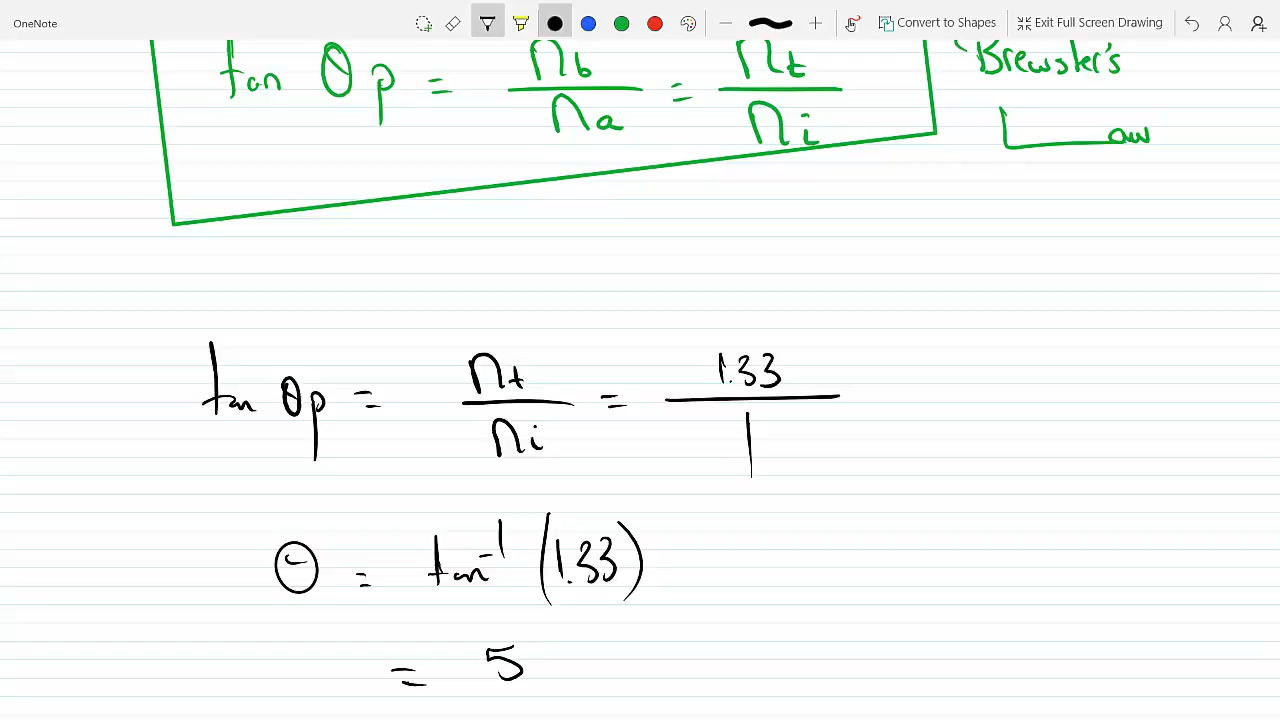 OneNote
Convert to Shapes
Exit Full Screen Drawing
tan θp = nb/na = nt/ni
"Brewster's
Law
tan θp = nt/ni = 1.33/1
θ = tan⁻¹ (1.33)
= 5